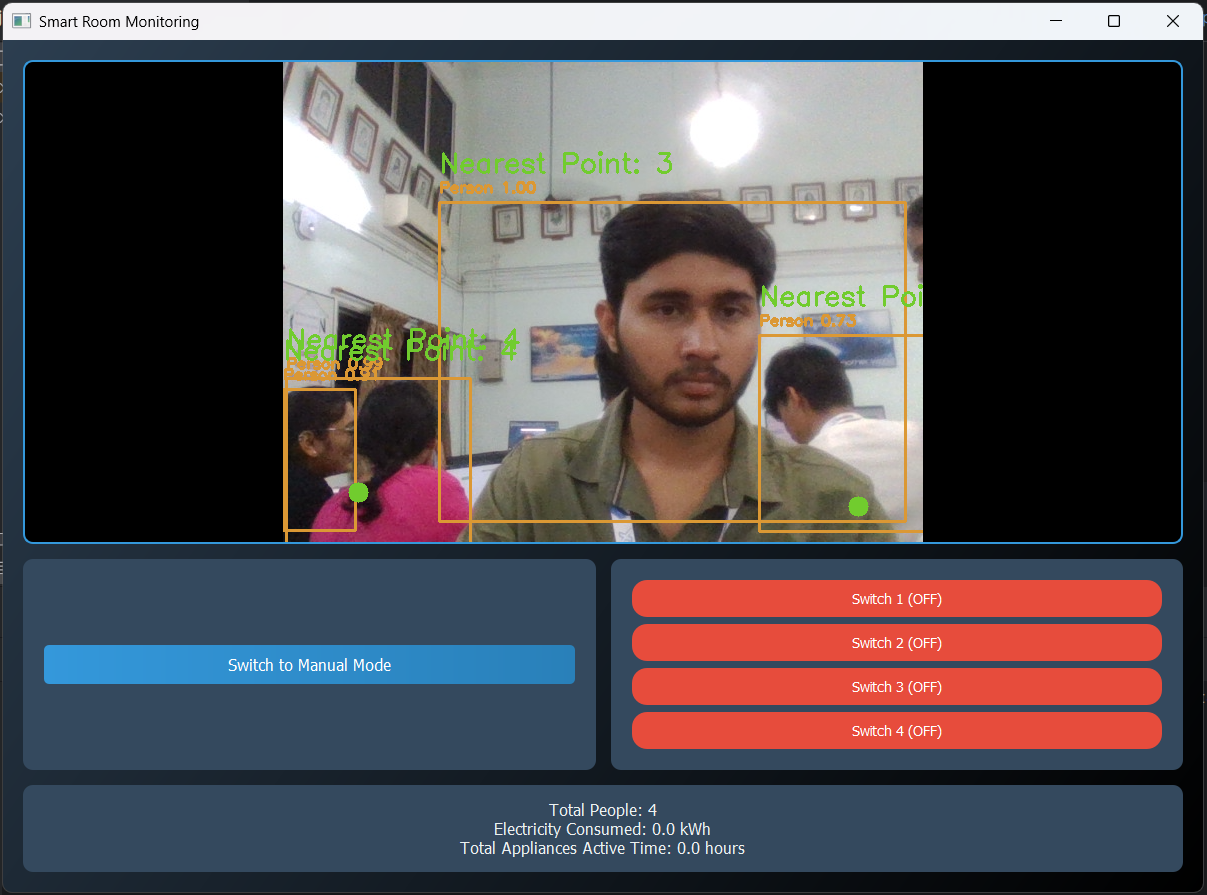 Smart Room Monitoring
Nearest Point: 3
Person 1.00
Nearest Poi
Person 0.73
Nearest Point: 4
Nearest Point: 4
Person 0.99
Person 0.91
Switch to Manual Mode
Switch 1 (OFF)
Switch 2 (OFF)
Switch 3 (OFF)
Switch 4 (OFF)
Total People: 4
Electricity Consumed: 0.0 kWh
Total Appliances Active Time: 0.0 hours